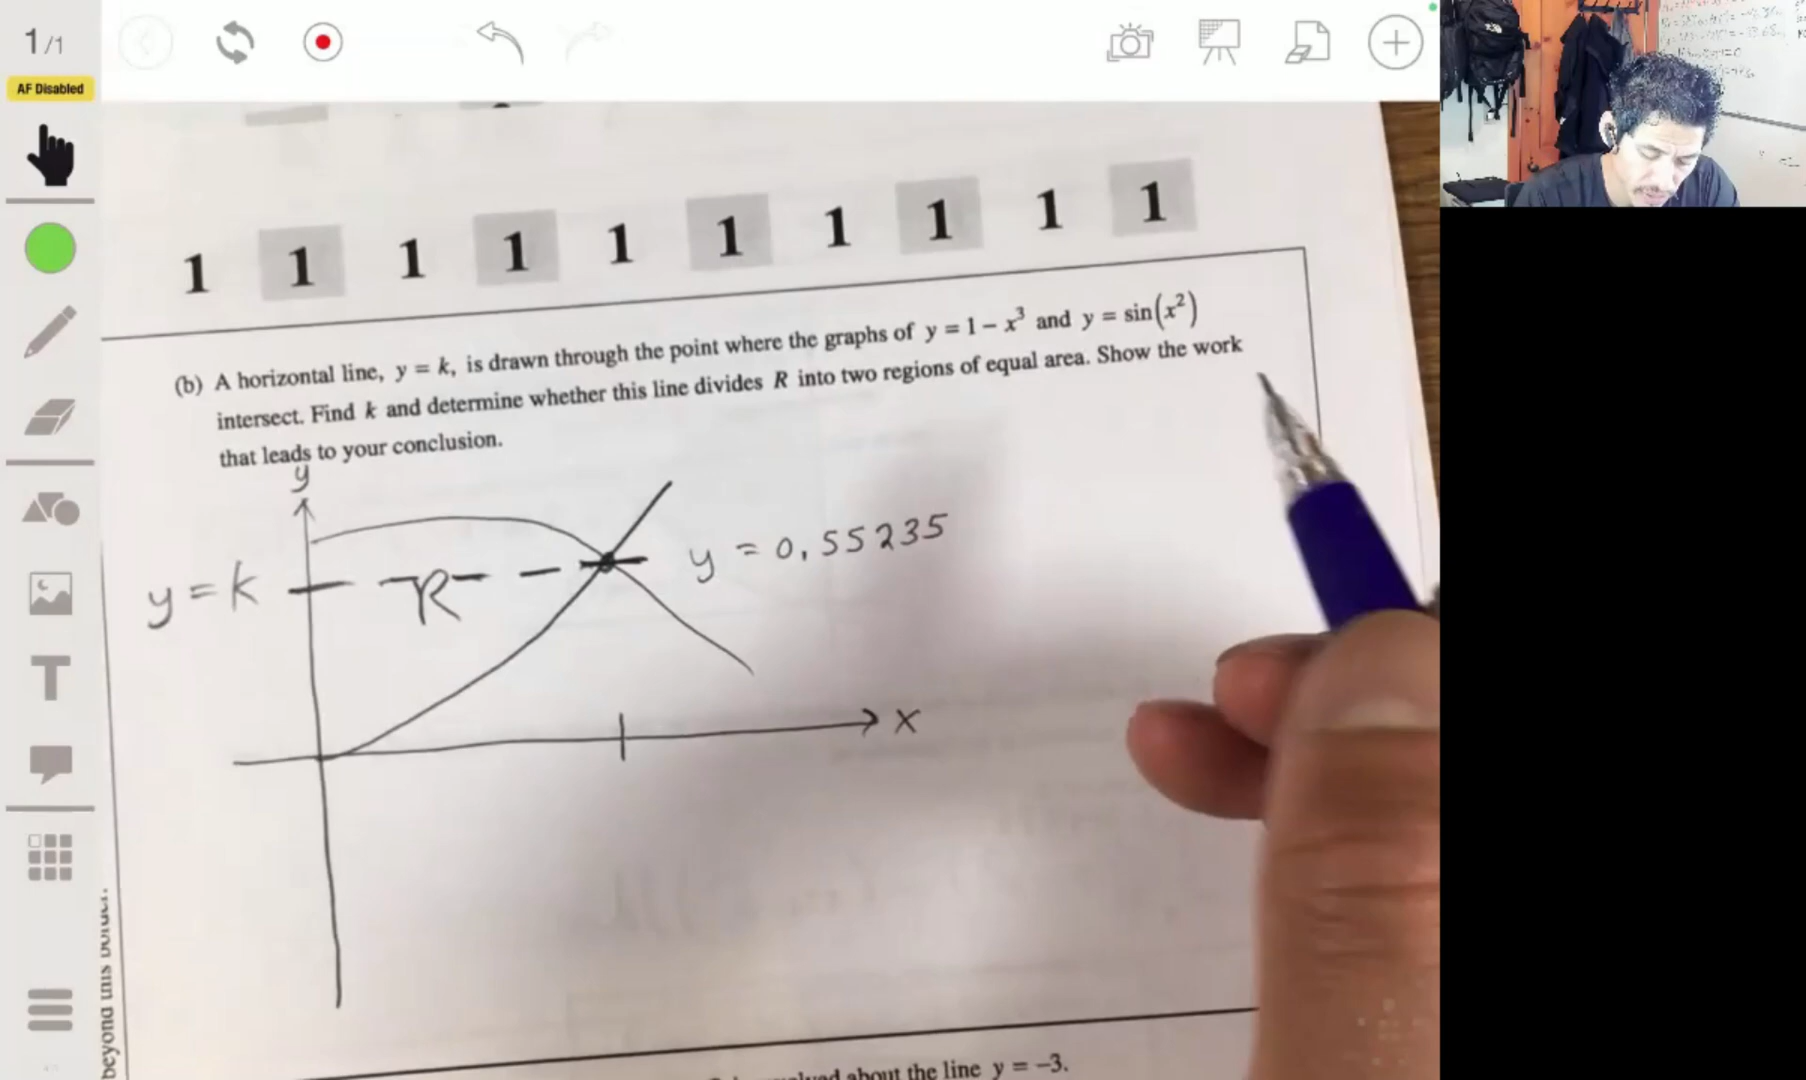 1/1
AF Disabled
1 1 1 1 1 1 1 1 1 1
(b) A horizontal line, y = k, is drawn through the point where the graphs of y = 1 − x³ and y = sin(x²)
intersect. Find k and determine whether this line divides R into two regions of equal area. Show the work
that leads to your conclusion.
y
y = k
R
y = 0.55235
x
T
beyond this border.
about the line y = −3.